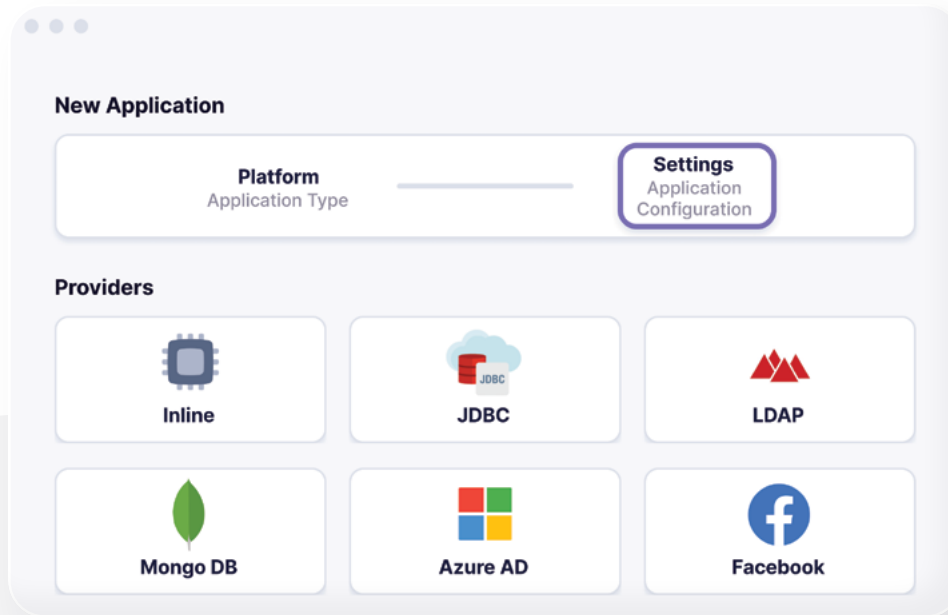 New Application
Platform
Application Type
Settings
Application
Configuration
Providers
Inline
JDBC
JDBC
LDAP
Mongo DB
Azure AD
Facebook